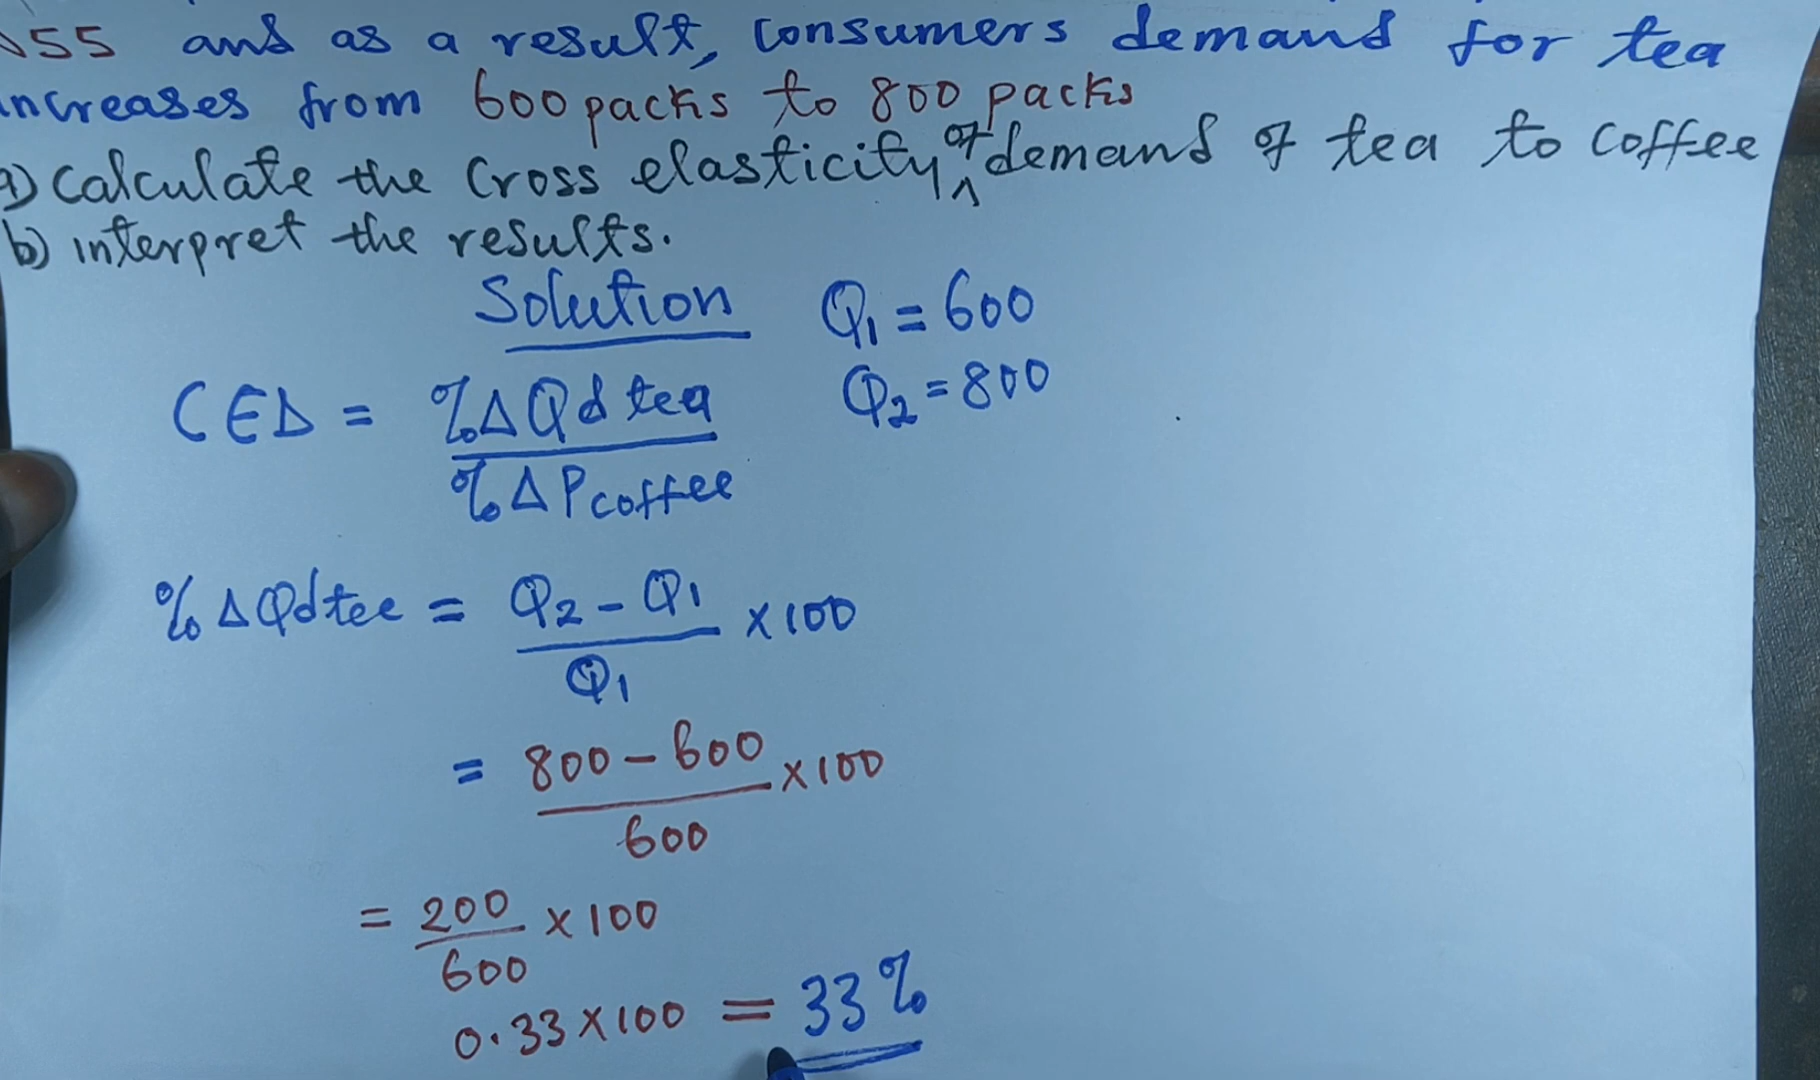 55 and as a result, consumers demand for tea
increases from 600 packs to 800 packs
a) Calculate the Cross elasticity of demand of tea to coffee
b) interpret the results.
Solution Q1 = 600
Q2 = 800
CED = %ΔQd tea
%ΔPcoffee
%ΔQdtee = Q2 - Q1 x 100
Q1
= 800 - 600 x 100
600
= 200 x 100
600
0.33 x 100 = 33%